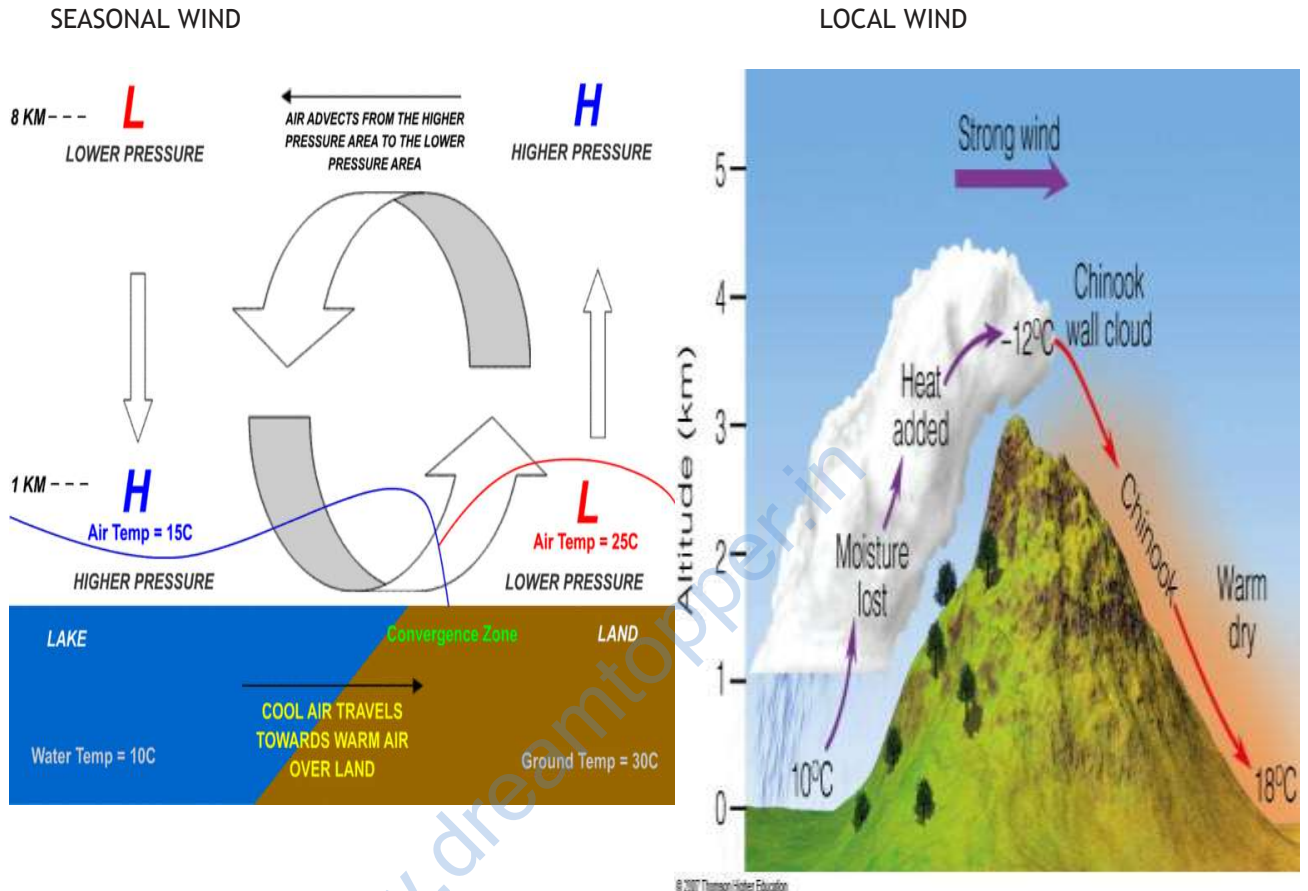 SEASONAL WIND
LOCAL WIND
8 KM - - -
L
LOWER PRESSURE
AIR ADVECTS FROM THE HIGHER
PRESSURE AREA TO THE LOWER
PRESSURE AREA
H
HIGHER PRESSURE
1 KM - - -
H
Air Temp = 15C
HIGHER PRESSURE
L
Air Temp = 25C
LOWER PRESSURE
LAKE
Convergence Zone
LAND
COOL AIR TRAVELS
TOWARDS WARM AIR
OVER LAND
Water Temp = 10C
Ground Temp = 30C
Altitude (km)
5
4
3
2
1
0
Strong wind
Chinook
wall cloud
-12°C
Heat
added
Moisture
lost
Chinook
Warm
dry
10°C
18°C
© 2007 Thomson Higher Education
w.dreamtopper.in